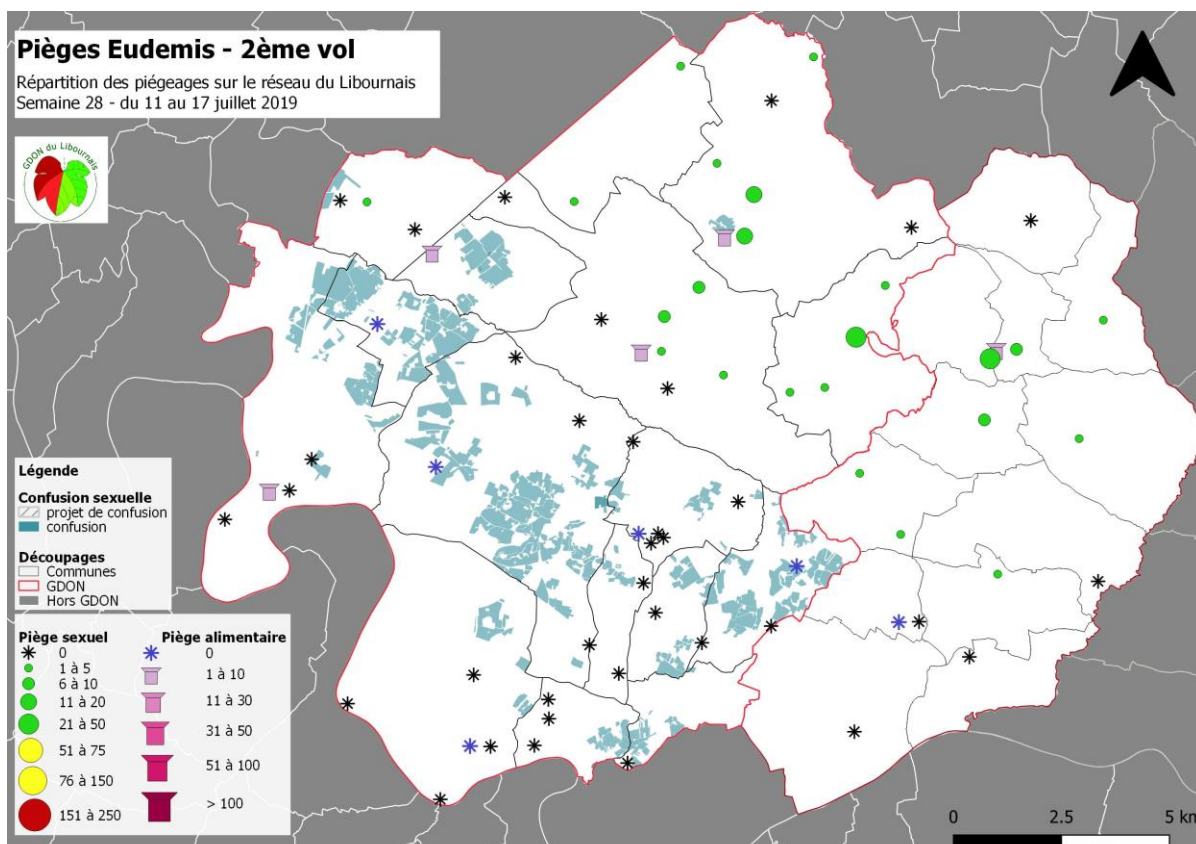 Pièges Eudemis - 2ème vol
Répartition des piégeages sur le réseau du Libournais
Semaine 28 - du 11 au 17 juillet 2019
GDON du Libournais
Légende
Confusion sexuelle
projet de confusion
confusion
Découpages
Communes
GDON
Hors GDON
Piège sexuel
0
1 à 5
6 à 10
11 à 20
21 à 50
51 à 75
76 à 150
151 à 250
Piège alimentaire
0
1 à 10
11 à 30
31 à 50
51 à 100
> 100
0 2.5 5 km